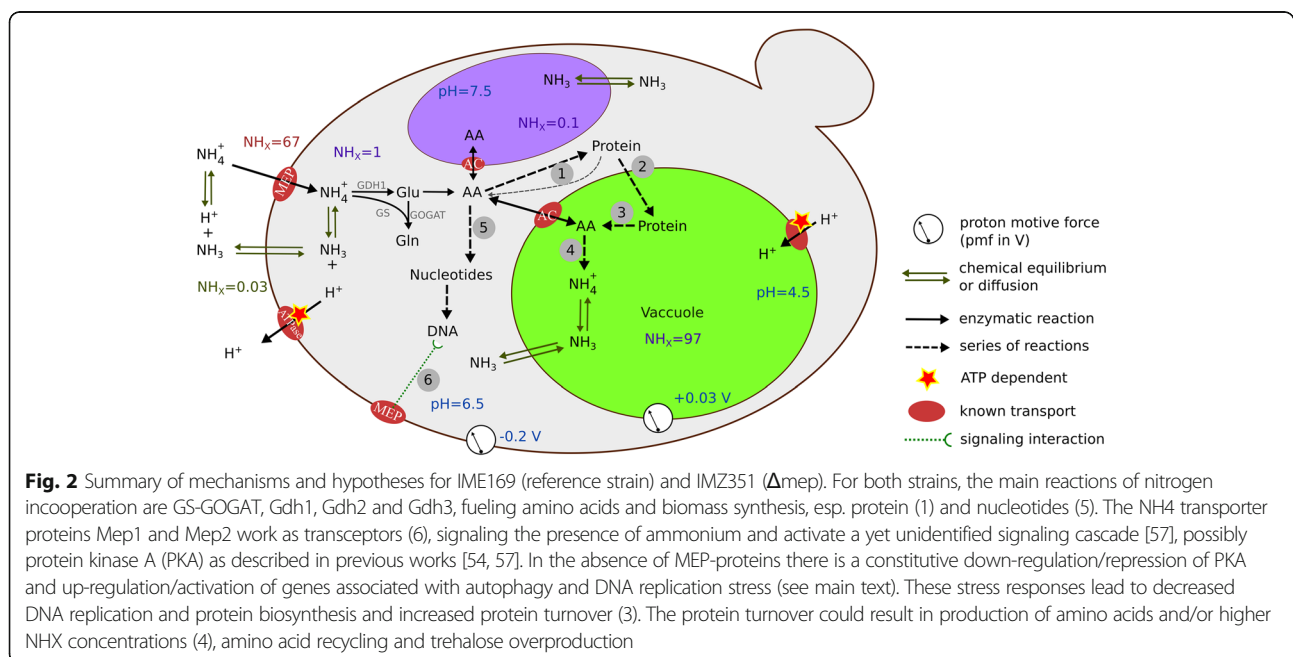 NH3 NH3
pH=7.5
NHX=0.1
AA
AC
NHX=67
NHX=1
NH4+
MEP
NH4+
GDH1
Glu
AA
GS
GOGAT
Gln
H+
+
NH3
NH3
+
H+
NHX=0.03
ATPase
H+
Protein
1
2
3
4
5
6
AC
AA
Protein
NH4+
NH3
NH3
Vaccuole
NHX=97
pH=4.5
H+
H+
Nucleotides
DNA
MEP
pH=6.5
-0.2 V
+0.03 V
proton motive force
(pmf in V)
chemical equilibrium
or diffusion
enzymatic reaction
series of reactions
ATP dependent
known transport
signaling interaction
Fig. 2 Summary of mechanisms and hypotheses for IME169 (reference strain) and IMZ351 (Δmep). For both strains, the main reactions of nitrogen
incooperation are GS-GOGAT, Gdh1, Gdh2 and Gdh3, fueling amino acids and biomass synthesis, esp. protein (1) and nucleotides (5). The NH4 transporter
proteins Mep1 and Mep2 work as transceptors (6), signaling the presence of ammonium and activate a yet unidentified signaling cascade [57], possibly
protein kinase A (PKA) as described in previous works [54, 57]. In the absence of MEP-proteins there is a constitutive down-regulation/repression of PKA
and up-regulation/activation of genes associated with autophagy and DNA replication stress (see main text). These stress responses lead to decreased
DNA replication and protein biosynthesis and increased protein turnover (3). The protein turnover could result in production of amino acids and/or higher
NHX concentrations (4), amino acid recycling and trehalose overproduction